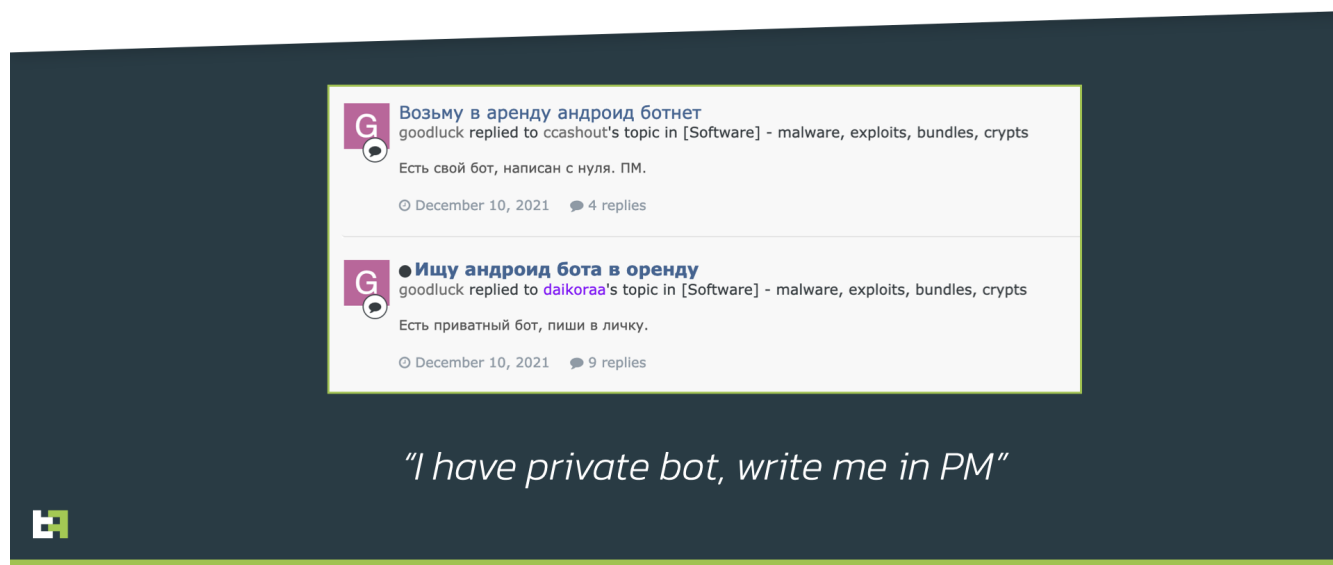 G
Возьму в аренду андроид ботнет
goodluck replied to ccashout's topic in [Software] - malware, exploits, bundles, crypts
Есть свой бот, написан с нуля. ПМ.
December 10, 2021 4 replies
G
Ищу андроид бота в оренду
goodluck replied to daikoraa's topic in [Software] - malware, exploits, bundles, crypts
Есть приватный бот, пиши в личку.
December 10, 2021 9 replies
“I have private bot, write me in PM”